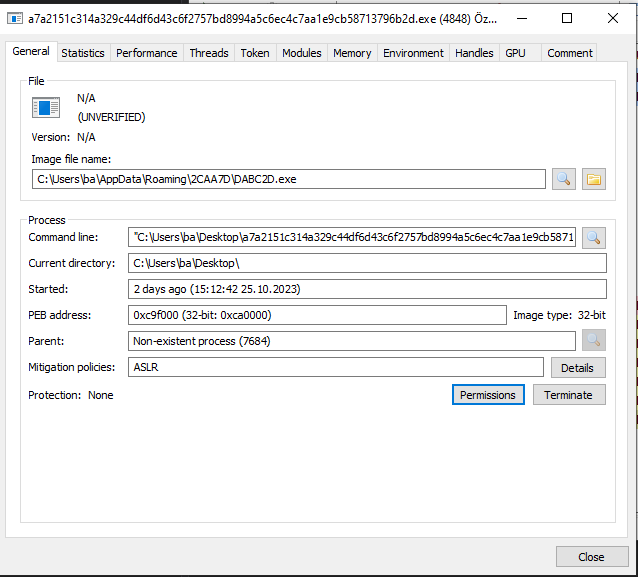 a7a2151c314a329c44df6d43c6f2757bd8994a5c6ec4c7aa1e9cb58713796b2d.exe (4848) Öz...
General Statistics Performance Threads Token Modules Memory Environment Handles GPU Comment
File
N/A
(UNVERIFIED)
Version: N/A
Image file name:
C:\Users\ba\AppData\Roaming\2CAA7D\DABC2D.exe
Process
Command line: "C:\Users\ba\Desktop\a7a2151c314a329c44df6d43c6f2757bd8994a5c6ec4c7aa1e9cb5871
Current directory: C:\Users\ba\Desktop\
Started: 2 days ago (15:12:42 25.10.2023)
PEB address: 0xc9f000 (32-bit: 0xca0000) Image type: 32-bit
Parent: Non-existent process (7684)
Mitigation policies: ASLR Details
Protection: None Permissions Terminate
Close